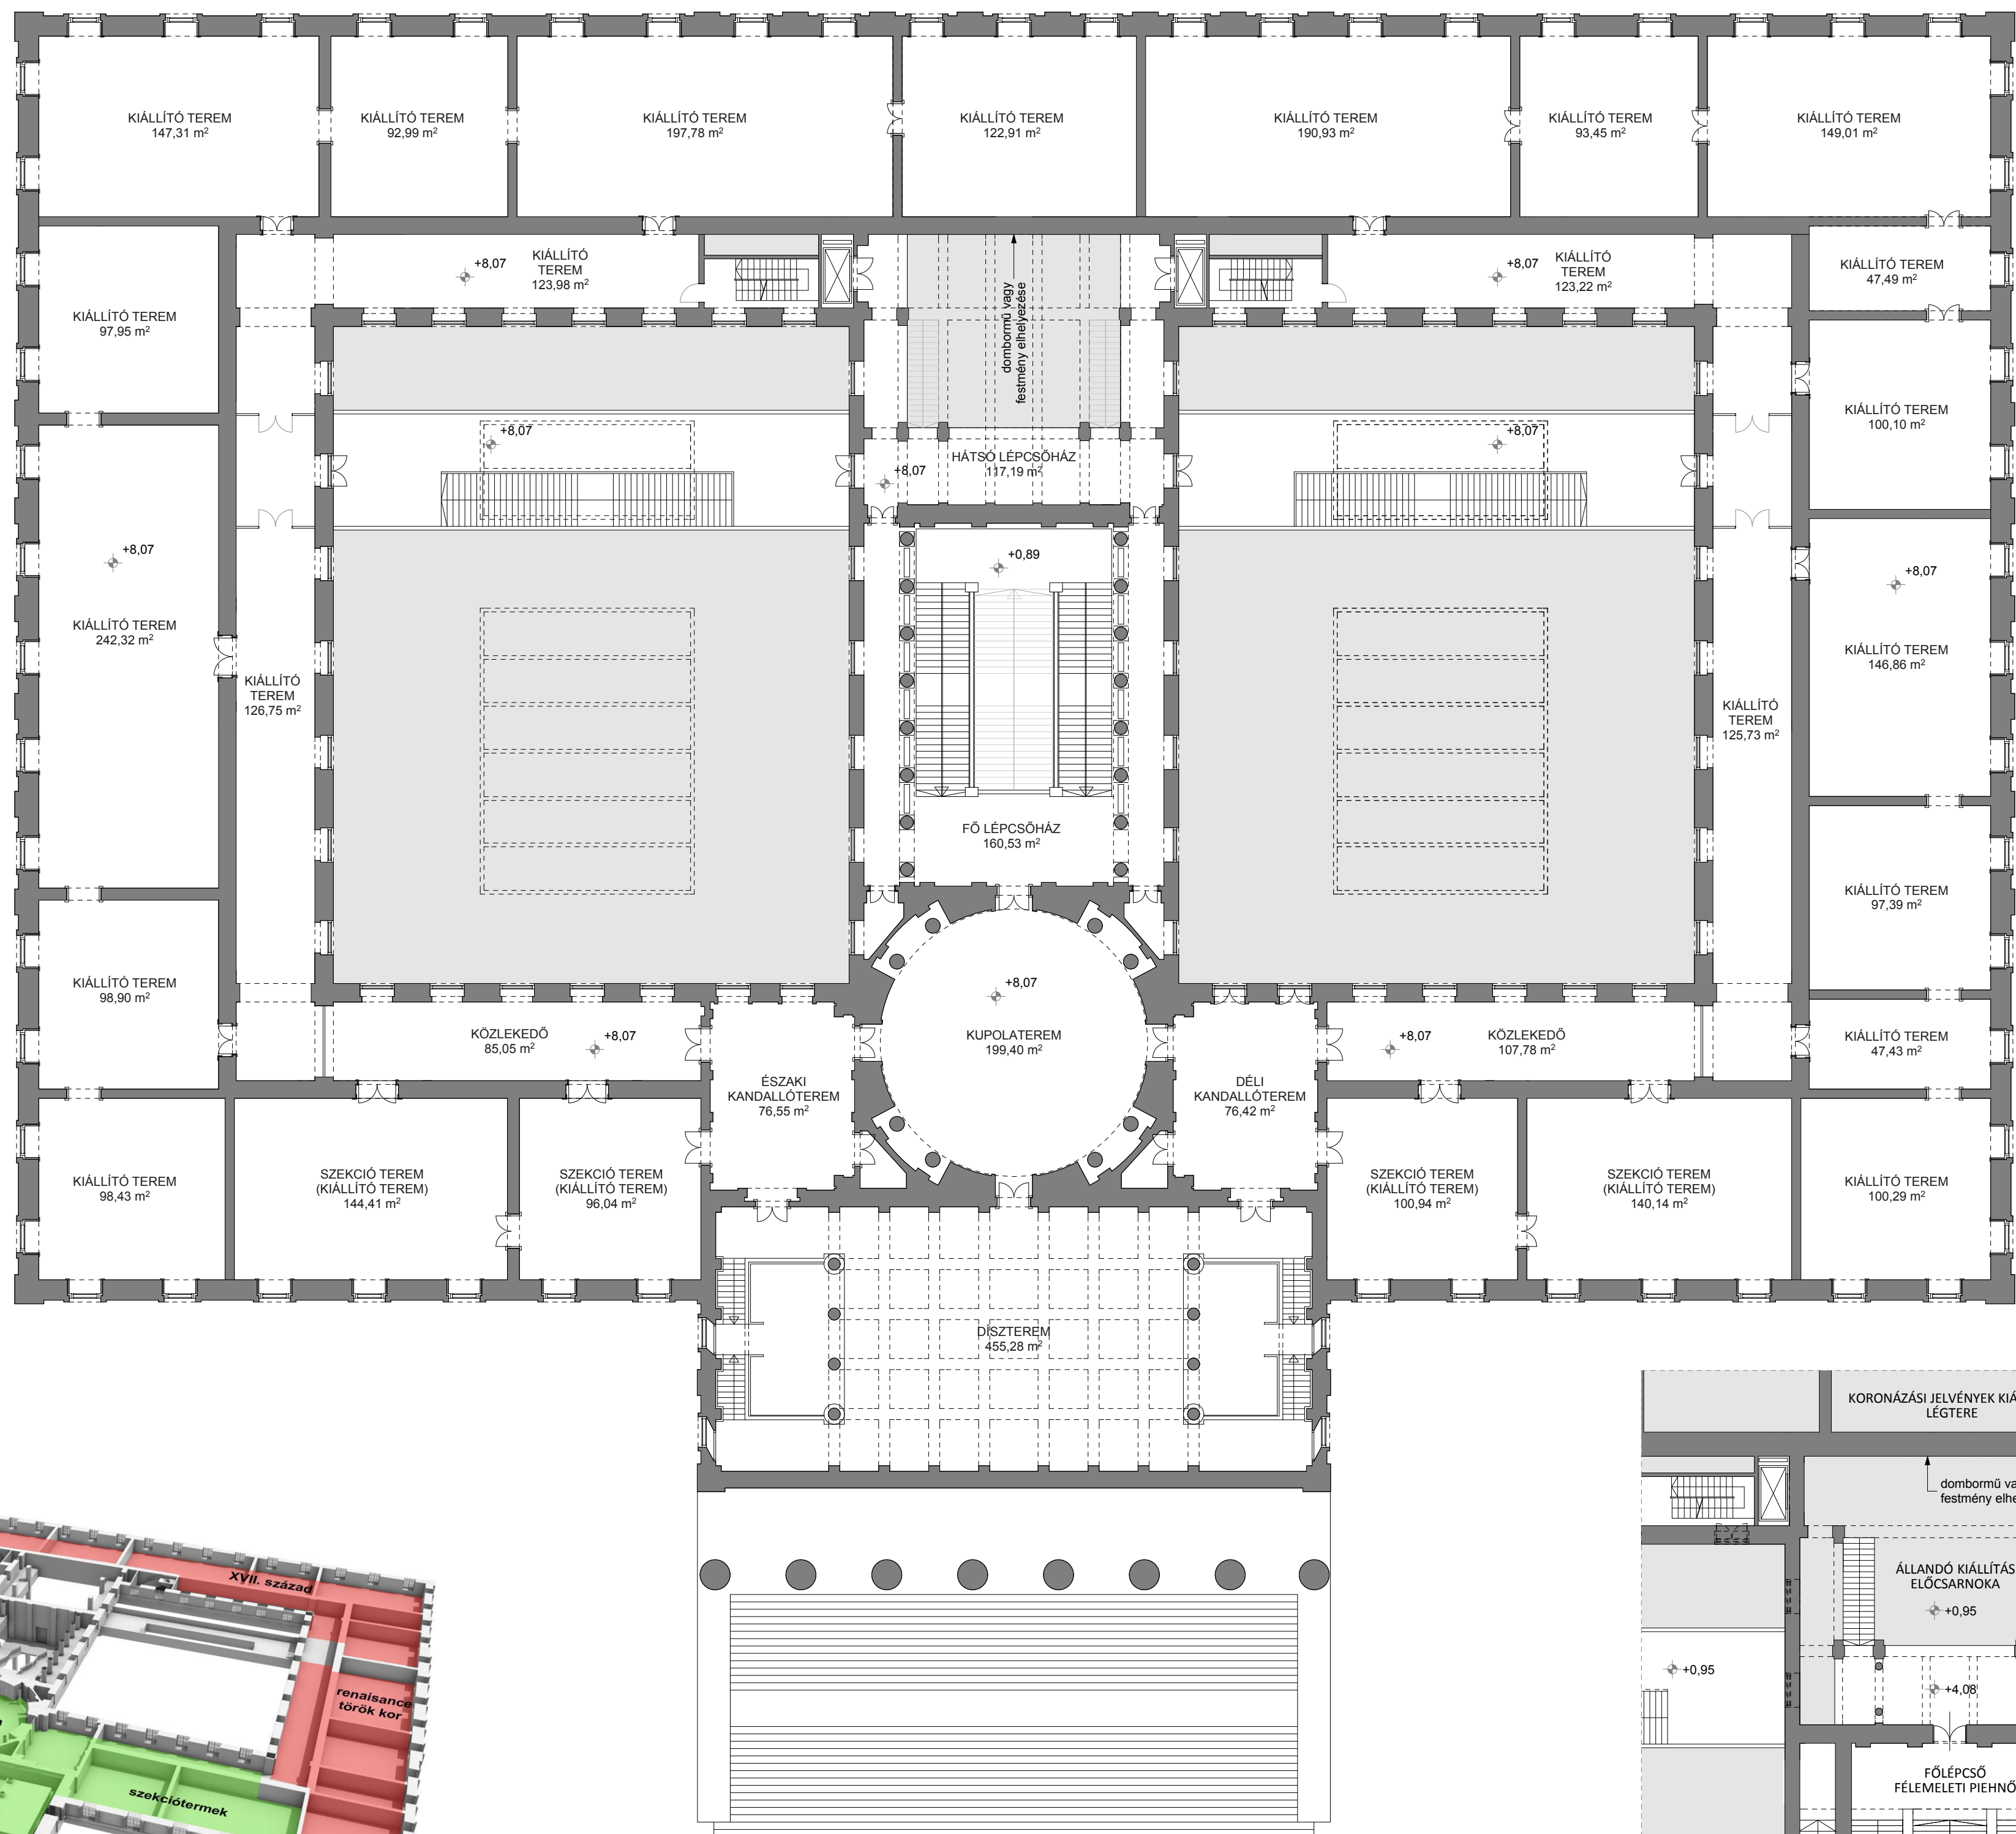 KIÁLLÍTÓ TEREM
147,31 m²
KIÁLLÍTÓ TEREM
92,99 m²
KIÁLLÍTÓ TEREM
197,78 m²
KIÁLLÍTÓ TEREM
122,91 m²
KIÁLLÍTÓ TEREM
190,93 m²
KIÁLLÍTÓ TEREM
93,45 m²
KIÁLLÍTÓ TEREM
149,01 m²
+8,07
KIÁLLÍTÓ
TEREM
123,98 m²
dombormű vagy
festmény elhelyezése
+8,07
KIÁLLÍTÓ
TEREM
123,22 m²
KIÁLLÍTÓ TEREM
47,49 m²
KIÁLLÍTÓ TEREM
97,95 m²
KIÁLLÍTÓ TEREM
100,10 m²
+8,07
HÁTSÓ LÉPCSŐHÁZ
117,19 m²
+8,07
+8,07
+8,07
KIÁLLÍTÓ TEREM
242,32 m²
+0,89
+8,07
KIÁLLÍTÓ TEREM
146,86 m²
KIÁLLÍTÓ
TEREM
126,75 m²
KIÁLLÍTÓ
TEREM
125,73 m²
FŐ LÉPCSŐHÁZ
160,53 m²
KIÁLLÍTÓ TEREM
97,39 m²
KIÁLLÍTÓ TEREM
98,90 m²
+8,07
KUPOLATEREM
199,40 m²
KÖZLEKEDŐ
85,05 m²
+8,07
+8,07
KÖZLEKEDŐ
107,78 m²
KIÁLLÍTÓ TEREM
47,43 m²
ÉSZAKI
KANDALLÓTEREM
76,55 m²
DÉLI
KANDALLÓTEREM
76,42 m²
KIÁLLÍTÓ TEREM
98,43 m²
SZEKCIÓ TEREM
(KIÁLLÍTÓ TEREM)
144,41 m²
SZEKCIÓ TEREM
(KIÁLLÍTÓ TEREM)
96,04 m²
SZEKCIÓ TEREM
(KIÁLLÍTÓ TEREM)
100,94 m²
SZEKCIÓ TEREM
(KIÁLLÍTÓ TEREM)
140,14 m²
KIÁLLÍTÓ TEREM
100,29 m²
DÍSZTEREM
455,28 m²
XVII. század
renaisance
török kor
szekciótermek
KORONÁZÁSI JELVÉNYEK KIÁ
LÉGTERE
dombormű va
festmény elhe
ÁLLANDÓ KIÁLLÍTÁS
ELŐCSARNOKA
+0,95
+0,95
+4,08
FŐLÉPCSŐ
FÉLEMELETI PIEHNŐ